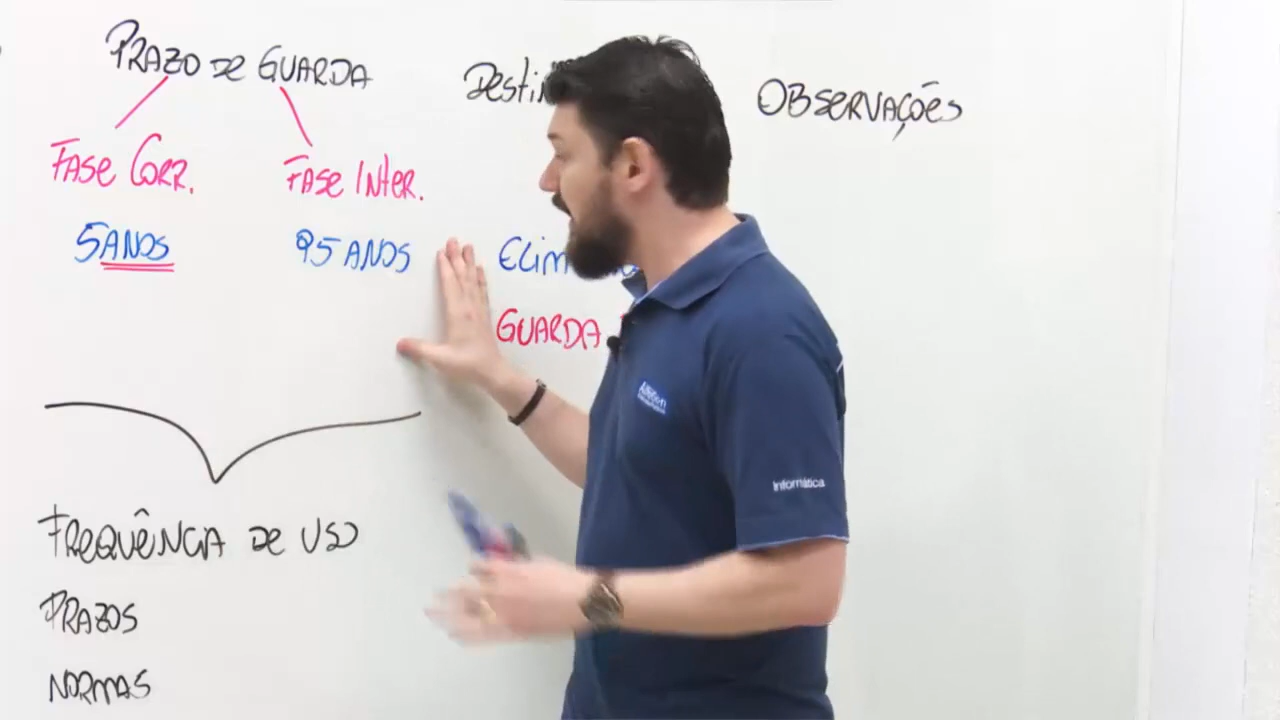 PRAZO DE GUARDA
OBSERVAÇÕES
FASE CORR.
FASE INTER.
5 ANOS
95 ANOS
GUARDA
FREQUÊNCIA DE USO
PRAZOS
NORMAS
Informática